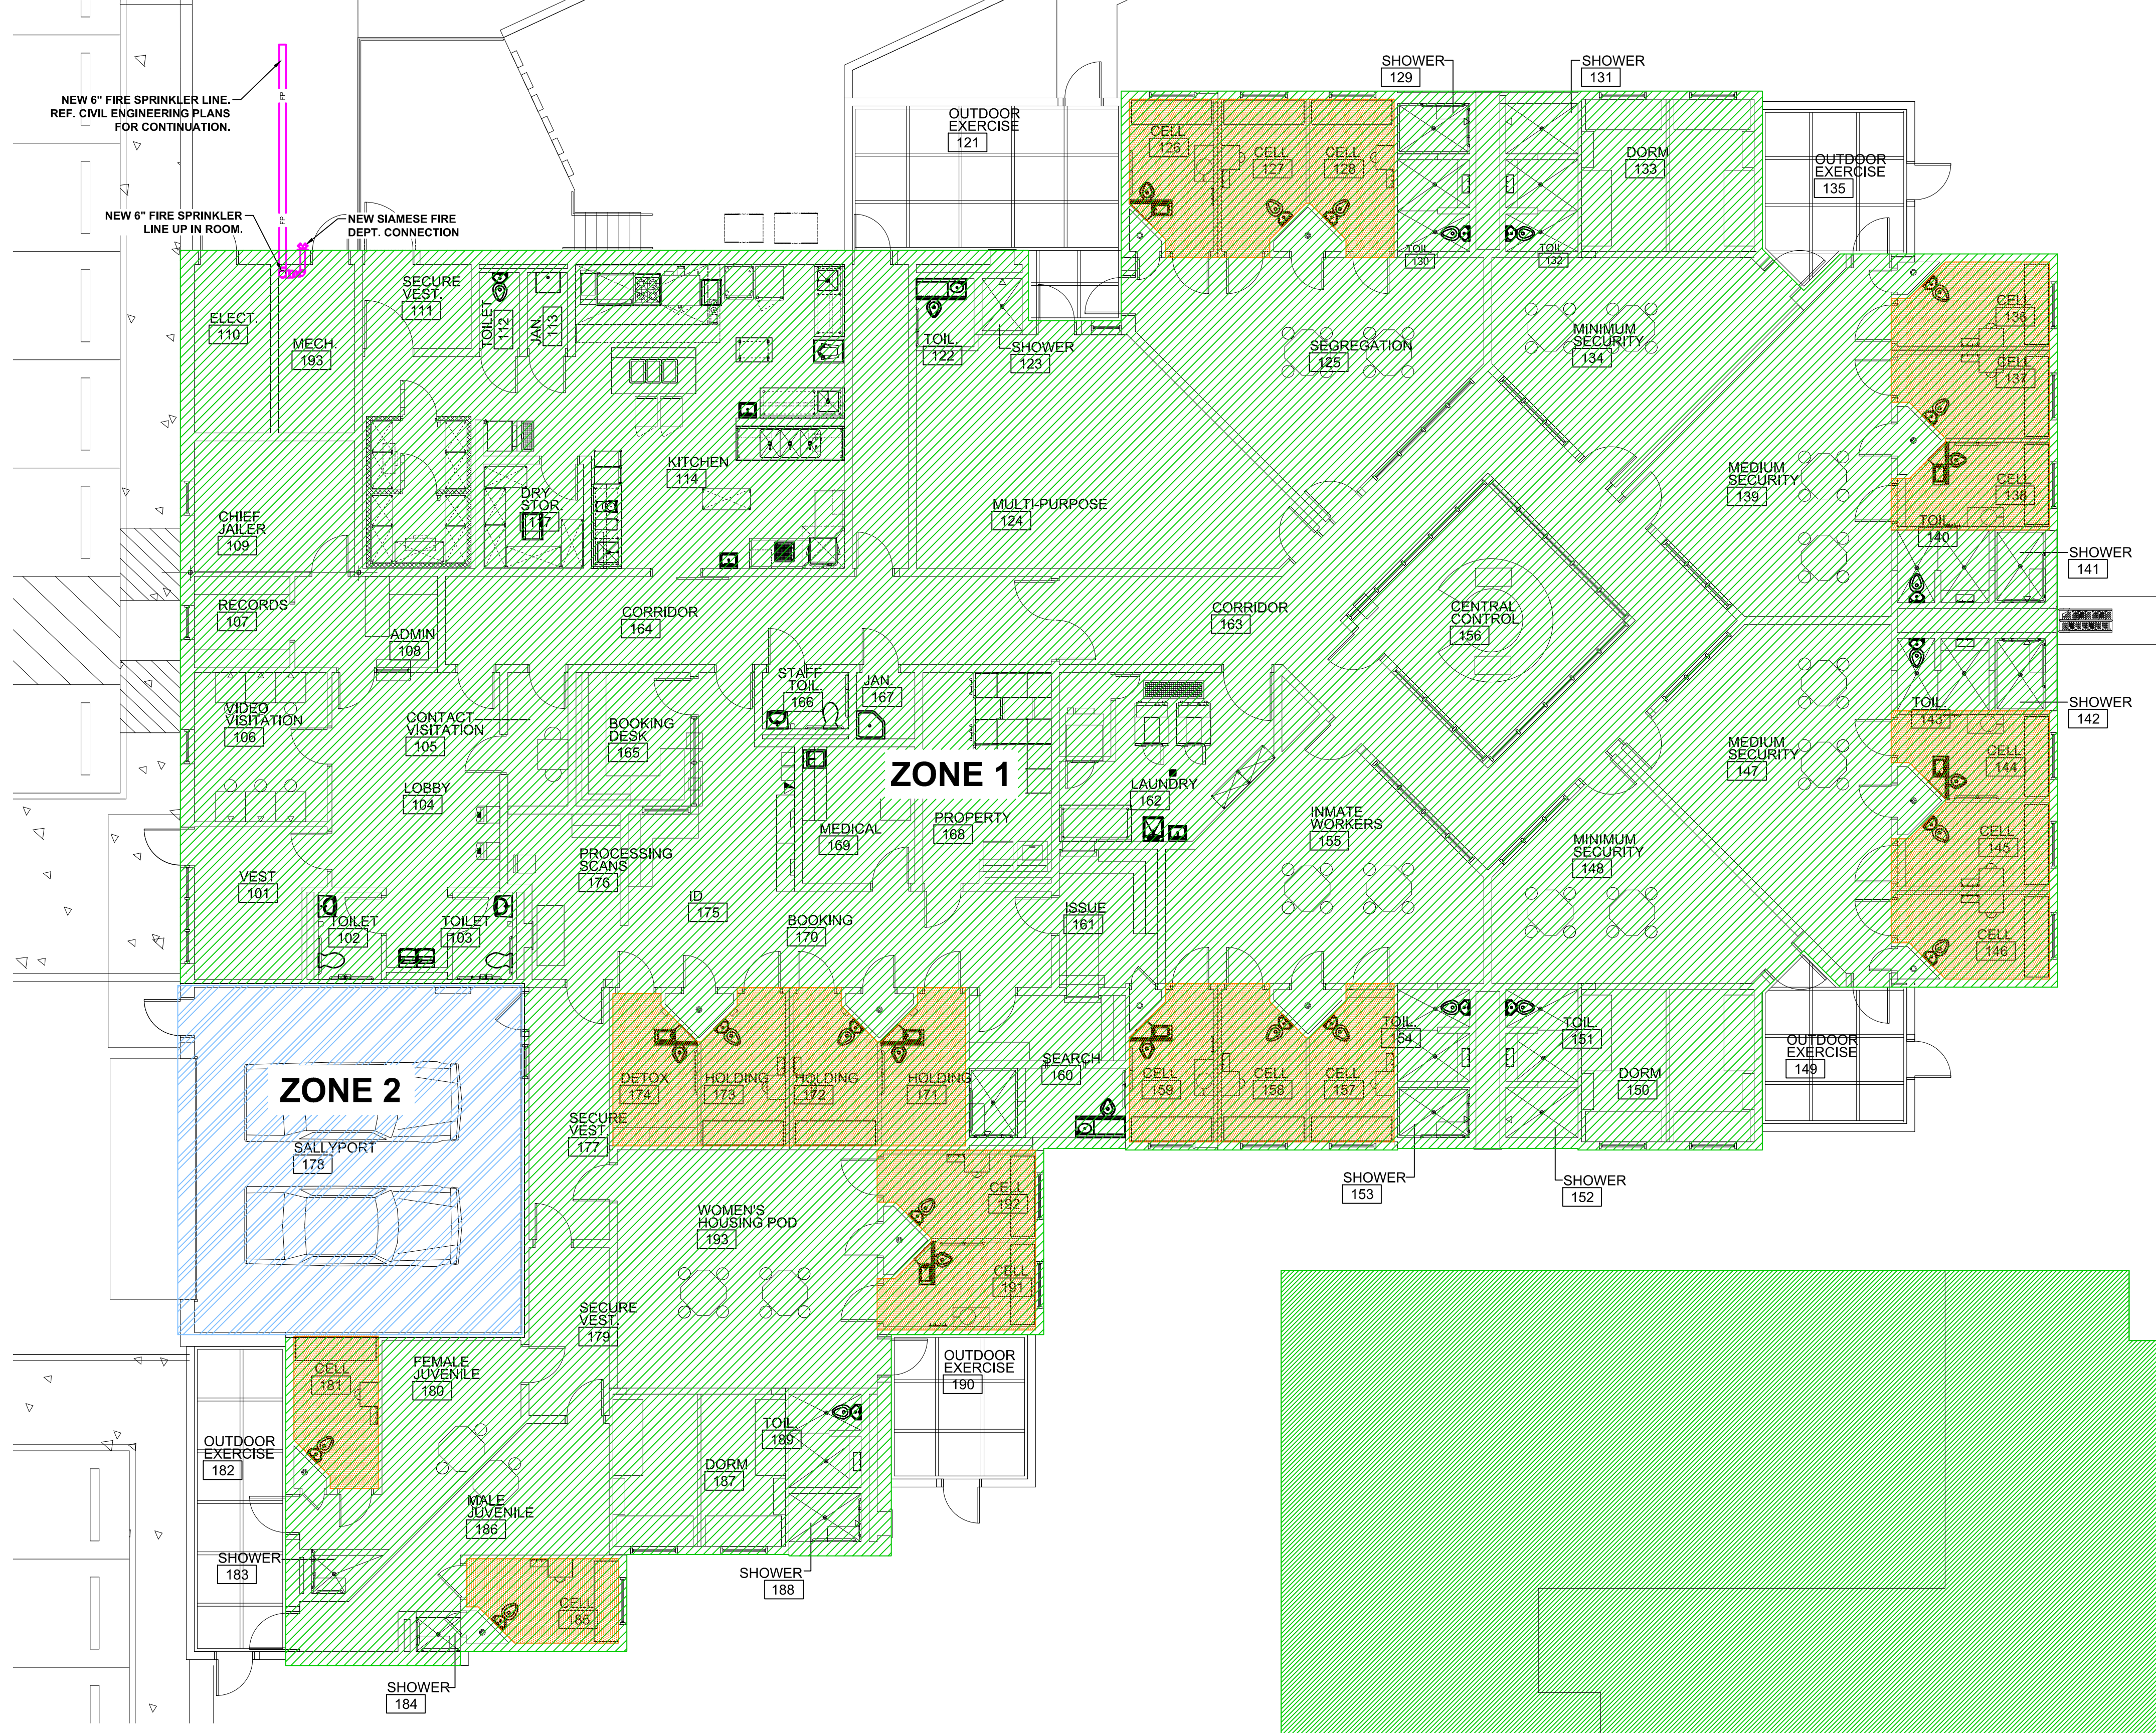 NEW 6" FIRE SPRINKLER LINE.
REF. CIVIL ENGINEERING PLANS
FOR CONTINUATION.
FP
NEW 6" FIRE SPRINKLER
LINE UP IN ROOM.
FP
NEW SIAMESE FIRE
DEPT. CONNECTION
OUTDOOR
EXERCISE
121
SHOWER
129
SHOWER
131
CELL
126
CELL
127
CELL
128
DORM
133
OUTDOOR
EXERCISE
135
TOIL.
130
TOIL.
132
ELECT.
110
MECH.
193
SECURE
VEST.
111
TOILET
112
JAN.
113
TOIL.
122
SHOWER
123
SEGREGATION
125
MINIMUM
SECURITY
134
CELL
136
CELL
137
CELL
138
KITCHEN
114
DRY
STOR.
117
MULTI-PURPOSE
124
MEDIUM
SECURITY
139
TOIL.
140
SHOWER
141
CHIEF
JAILER
109
RECORDS
107
ADMIN
108
CORRIDOR
164
CORRIDOR
163
CENTRAL
CONTROL
156
VIDEO
VISITATION
106
CONTACT
VISITATION
105
BOOKING
DESK
165
STAFF
TOIL.
166
JAN.
167
TOIL.
143
SHOWER
142
MEDIUM
SECURITY
147
CELL
144
CELL
145
CELL
146
ZONE 1
LOBBY
104
LAUNDRY
162
PROPERTY
168
MEDICAL
169
INMATE
WORKERS
155
MINIMUM
SECURITY
148
PROCESSING
SCANS
176
VEST
101
TOILET
102
TOILET
103
ID
175
BOOKING
170
ISSUE
161
ZONE 2
SALLYPORT
178
DETOX
174
HOLDING
173
HOLDING
172
HOLDING
171
SEARCH
160
CELL
159
CELL
158
CELL
157
TOIL.
154
TOIL.
151
DORM
150
OUTDOOR
EXERCISE
149
SECURE
VEST.
177
SHOWER
153
SHOWER
152
WOMEN'S
HOUSING POD
193
CELL
192
CELL
191
SECURE
VEST.
179
CELL
181
FEMALE
JUVENILE
180
OUTDOOR
EXERCISE
190
OUTDOOR
EXERCISE
182
TOIL.
189
DORM
187
MALE
JUVENILE
186
SHOWER
183
CELL
185
SHOWER
188
SHOWER
184